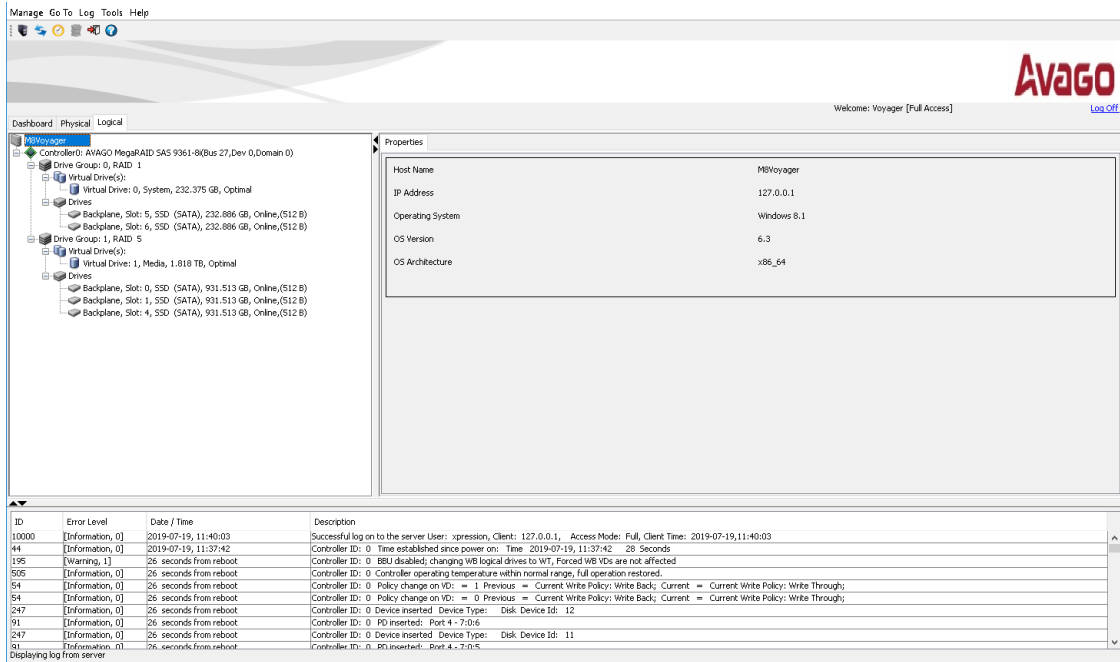 Manage Go To Log Tools Help
AVAGO
Welcome: Voyager [Full Access] Log Off
Dashboard Physical Logical
M8Voyager
Controller0: AVAGO MegaRAID SAS 9361-8i(Bus 27,Dev 0,Domain 0)
Drive Group: 0, RAID 1
Virtual Drive(s):
Virtual Drive: 0, System, 232.375 GB, Optimal
Drives
Backplane, Slot: 5, SSD (SATA), 232.886 GB, Online,(512 B)
Backplane, Slot: 6, SSD (SATA), 232.886 GB, Online,(512 B)
Drive Group: 1, RAID 5
Virtual Drive(s):
Virtual Drive: 1, Media, 1.818 TB, Optimal
Drives
Backplane, Slot: 0, SSD (SATA), 931.513 GB, Online,(512 B)
Backplane, Slot: 1, SSD (SATA), 931.513 GB, Online,(512 B)
Backplane, Slot: 4, SSD (SATA), 931.513 GB, Online,(512 B)
Properties
Host Name M8Voyager
IP Address 127.0.0.1
Operating System Windows 8.1
OS Version 6.3
OS Architecture x86_64
ID Error Level Date / Time Description
10000 [Information, 0] 2019-07-19, 11:40:03 Successful log on to the server User: xpression, Client: 127.0.0.1, Access Mode: Full, Client Time: 2019-07-19,11:40:03
44 [Information, 0] 2019-07-19, 11:37:42 Controller ID: 0 Time established since power on: Time 2019-07-19, 11:37:42 28 Seconds
195 [Warning, 1] 26 seconds from reboot Controller ID: 0 BBU disabled; changing WB logical drives to WT, Forced WB VDs are not affected
505 [Information, 0] 26 seconds from reboot Controller ID: 0 Controller operating temperature within normal range, full operation restored.
54 [Information, 0] 26 seconds from reboot Controller ID: 0 Policy change on VD: = 1 Previous = Current Write Policy: Write Back; Current = Current Write Policy: Write Through;
54 [Information, 0] 26 seconds from reboot Controller ID: 0 Policy change on VD: = 0 Previous = Current Write Policy: Write Back; Current = Current Write Policy: Write Through;
247 [Information, 0] 26 seconds from reboot Controller ID: 0 Device inserted Device Type: Disk Device Id: 12
91 [Information, 0] 26 seconds from reboot Controller ID: 0 PD inserted: Port 4 - 7:0:6
247 [Information, 0] 26 seconds from reboot Controller ID: 0 Device inserted Device Type: Disk Device Id: 11
91 [Information, 0] 26 seconds from reboot Controller ID: 0 PD inserted: Port 4 - 7:0:5
Displaying log from server